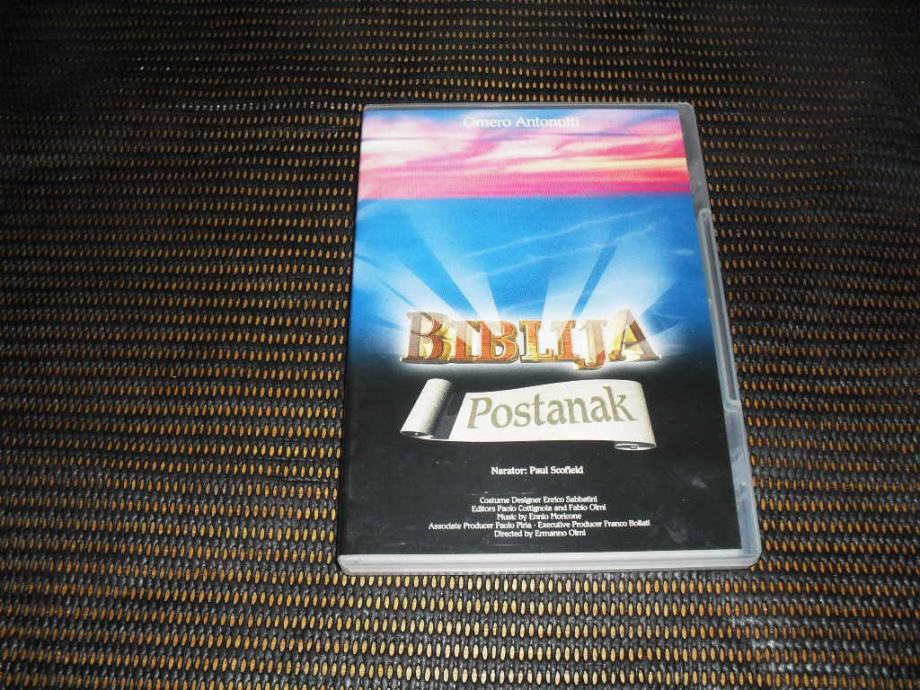 Omero Antonutti
BIBLIJA
Postanak
Narator: Paul Scofield
Costume Designer Enrico Sabbatini
Editors Paolo Cottignola and Fabio Olmi
Music by Ennio Moricone
Associate Producer Paolo Piria - Executive Producer Franco Bollati
Directed by Ermanno Olmi